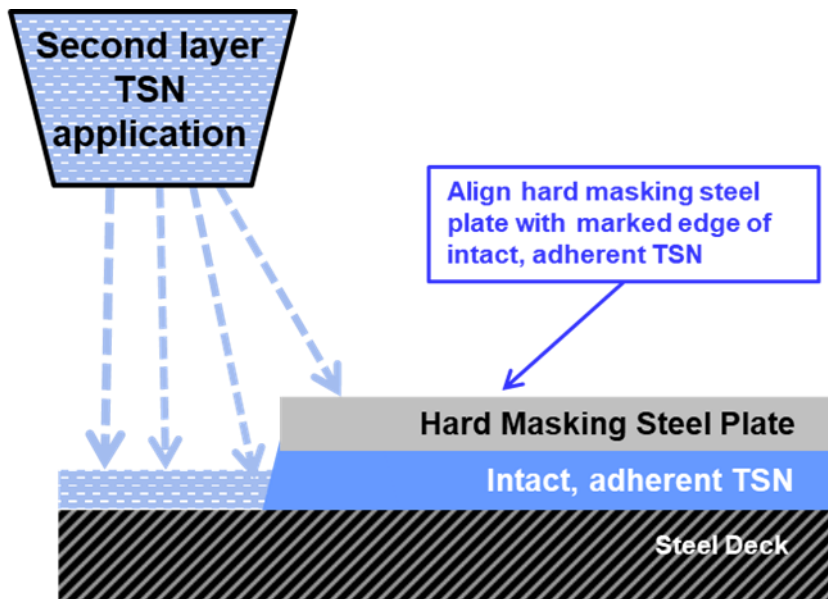 Second layer
TSN
application
Align hard masking steel
plate with marked edge of
intact, adherent TSN
Hard Masking Steel Plate
Intact, adherent TSN
Steel Deck